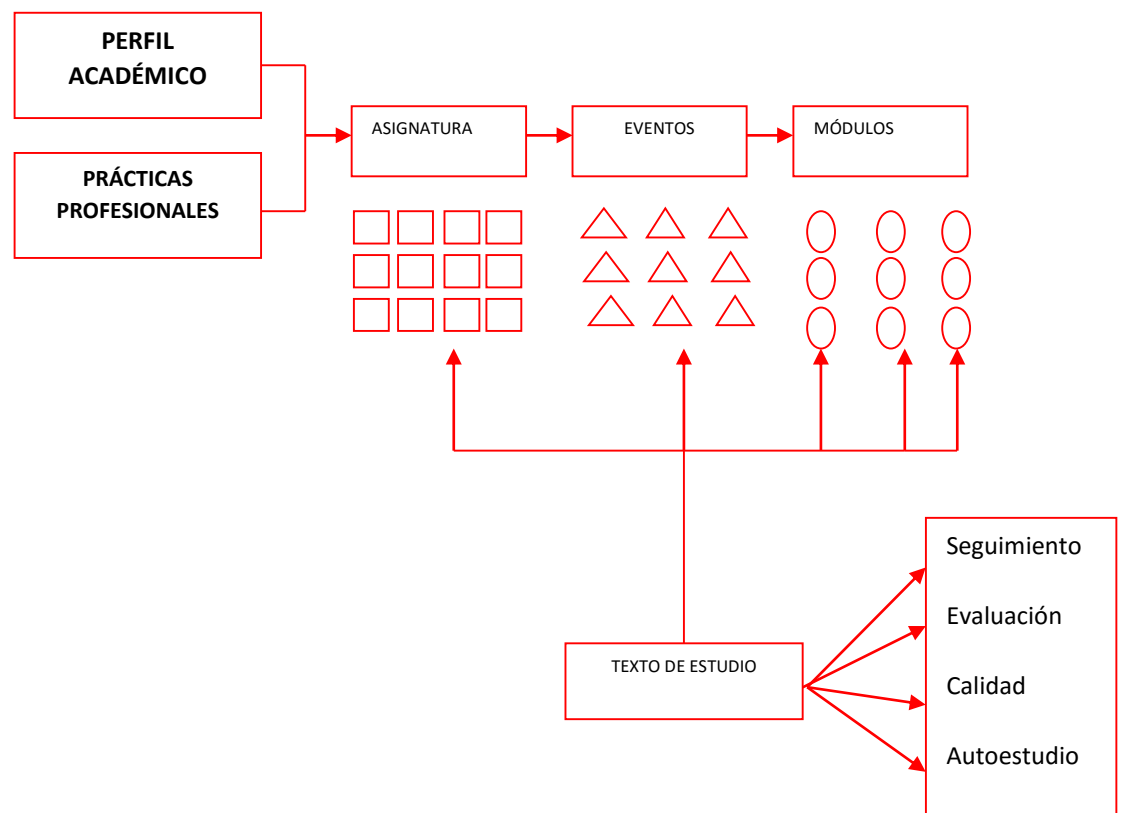 PERFIL
ACADÉMICO
PRÁCTICAS
PROFESIONALES
ASIGNATURA
EVENTOS
MÓDULOS
TEXTO DE ESTUDIO
Seguimiento
Evaluación
Calidad
Autoestudio